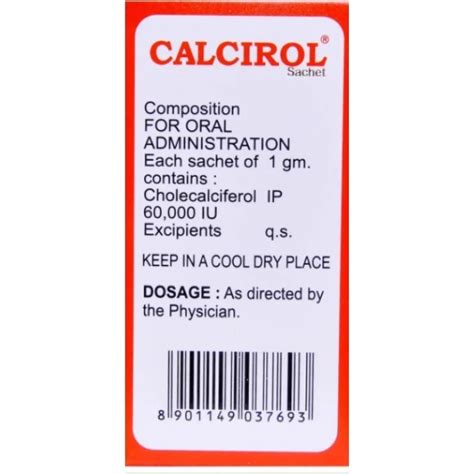 CALCIROL®
Sachet
Composition
FOR ORAL
ADMINISTRATION
Each sachet of 1 gm.
contains :
Cholecalciferol IP
60,000 IU
Excipients q.s.
KEEP IN A COOL DRY PLACE
DOSAGE : As directed by
the Physician.
8 901149 037693